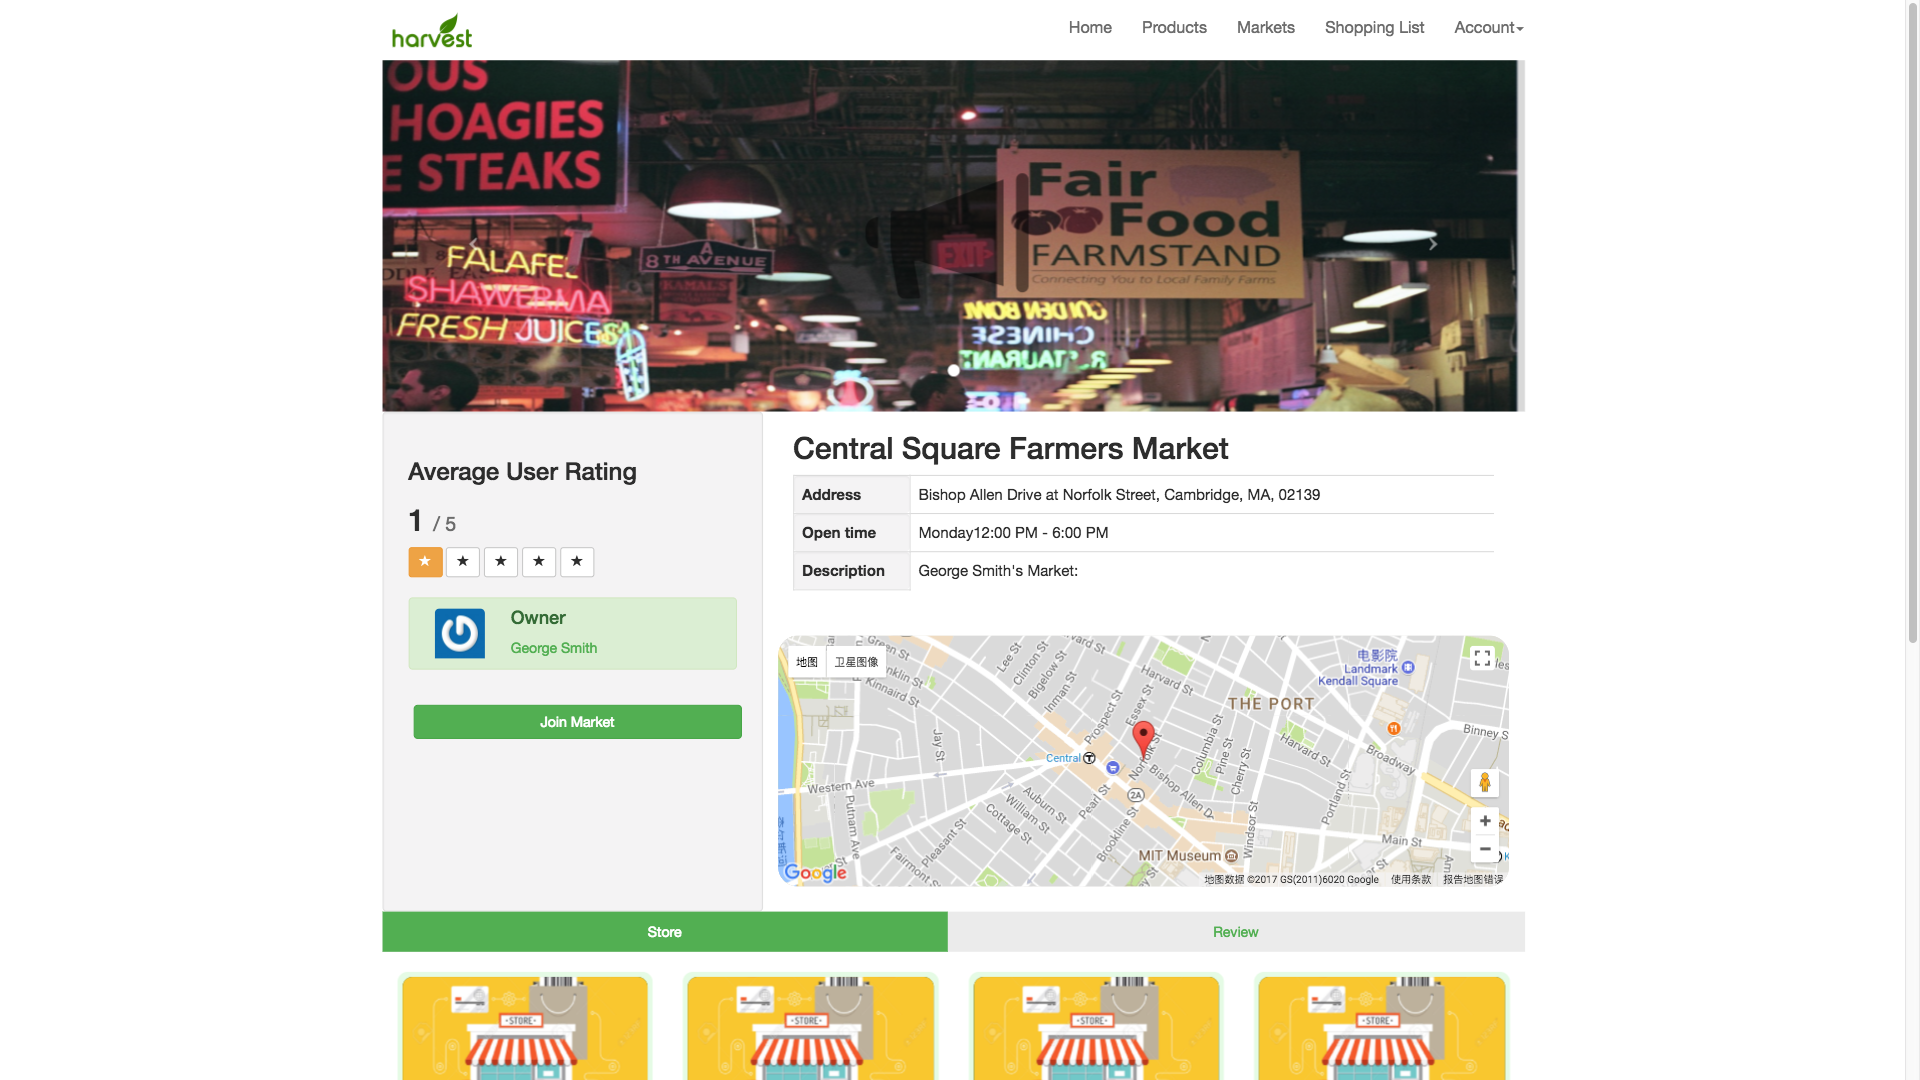 harvest
Home
Products
Markets
Shopping List
Account
OUS
HOAGIES
E STEAKS
FALAFEL
SHAWERMA
FRESH JUICES
A
8TH AVENUE
KAMAL'S
EXIT
Fair
Food
FARMSTAND
Connecting You to Local Family Farms
GOLDEN BOWL
CHINESE
RESTAURANT
Average User Rating
1 / 5
Owner
George Smith
Join Market
Central Square Farmers Market
Address
Bishop Allen Drive at Norfolk Street, Cambridge, MA, 02139
Open time
Monday12:00 PM - 6:00 PM
Description
George Smith's Market:
地图
卫星图像
Green St
Franklin St
Kinnaird St
Lee St
Clinton St
Bigelow St
Inman St
Harvard St
Prospect St
Essex St
Harvard St
THE PORT
电影院
Landmark
Kendall Square
Binney S
Jay St
Central
Norfolk St
Columbia St
Pine St
Cherry St
Harvard St
Broadway
Western Ave
Putnam Ave
Auburn St
William St
Cottage St
Pearl St
2A
Bishop Allen Dr
Brookline St
Windsor St
Portland St
Main St
Fairmont St
Pleasant St
MIT Museum
Google
地图数据 ©2017 GS(2011)6020 Google
使用条款
报告地图错误
Store
Review
STORE
STORE
STORE
STORE